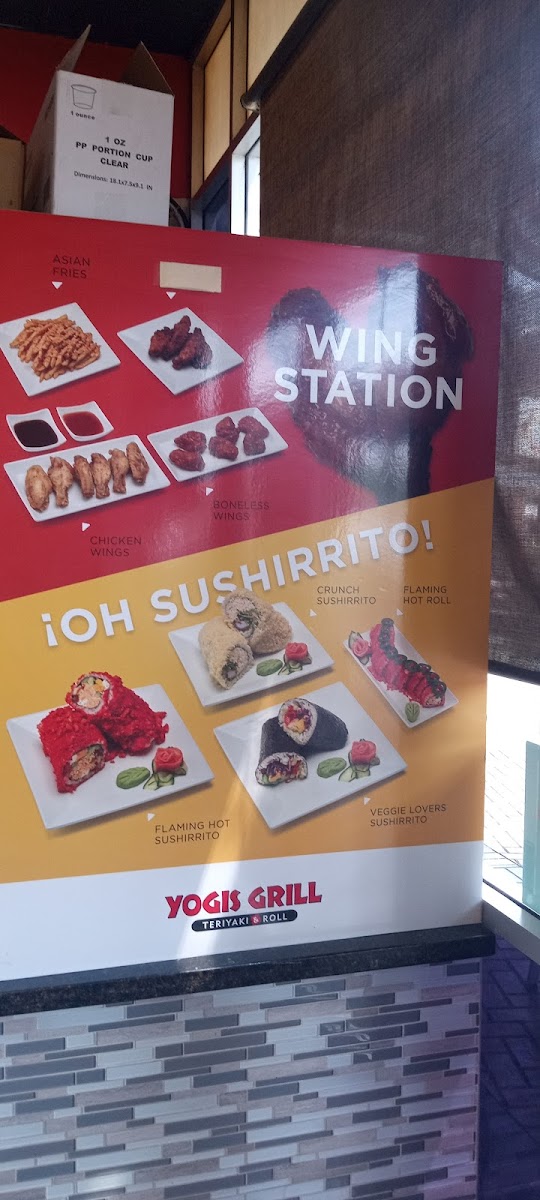 1 ounce
1 OZ
PP PORTION CUP
CLEAR
Dimensions: 18.1x7.5x9.1 IN
ASIAN
FRIES
WING
STATION
BONELESS
WINGS
CHICKEN
WINGS
¡OH SUSHIRRITO!
CRUNCH
SUSHIRRITO
FLAMING
HOT ROLL
FLAMING HOT
SUSHIRRITO
VEGGIE LOVERS
SUSHIRRITO
YOGIS GRILL
TERIYAKI & ROLL